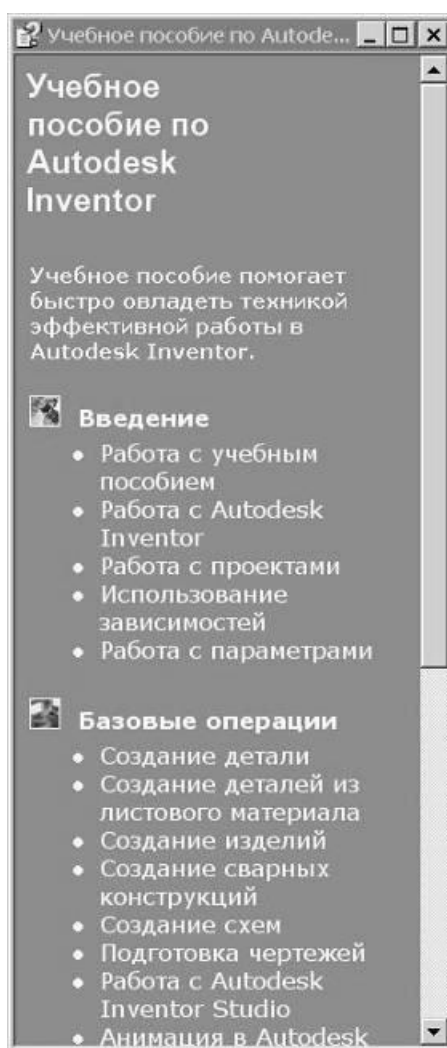 Учебное пособие по Autode...
Учебное
пособие по
Autodesk
Inventor
Учебное пособие помогает
быстро овладеть техникой
эффективной работы в
Autodesk Inventor.
Введение
• Работа с учебным
пособием
• Работа с Autodesk
Inventor
• Работа с проектами
• Использование
зависимостей
• Работа с параметрами
Базовые операции
• Создание детали
• Создание деталей из
листового материала
• Создание изделий
• Создание сварных
конструкций
• Создание схем
• Подготовка чертежей
• Работа с Autodesk
Inventor Studio
• Анимация в Autodesk